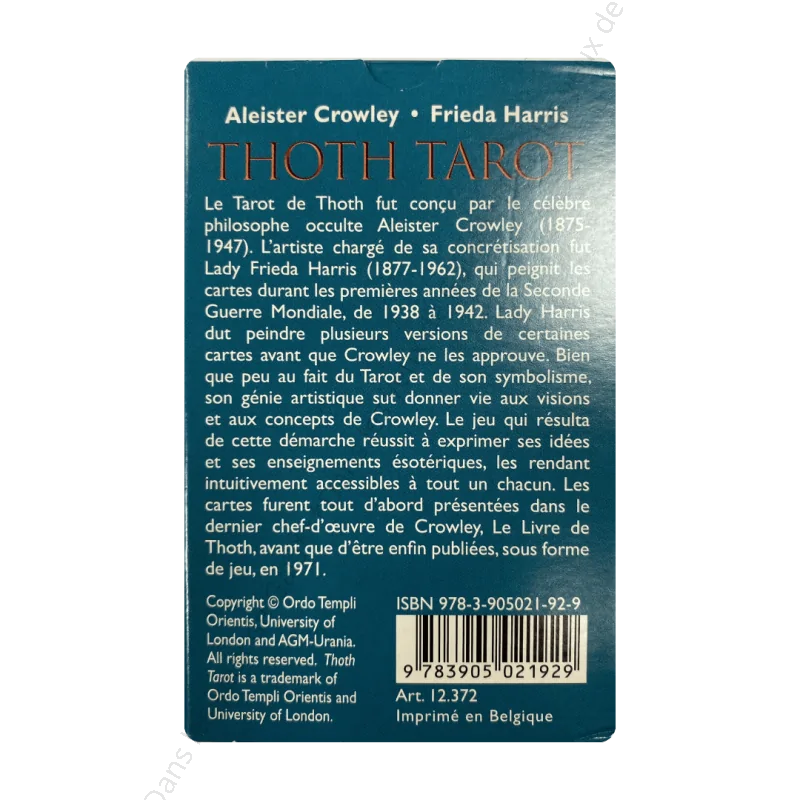 Aleister Crowley • Frieda Harris
THOTH TAROT
Le Tarot de Thoth fut conçu par le célèbre
philosophe occulte Aleister Crowley (1875-
1947). L'artiste chargé de sa concrétisation fut
Lady Frieda Harris (1877-1962), qui peignit les
cartes durant les premières années de la Seconde
Guerre Mondiale, de 1938 à 1942. Lady Harris
dut peindre plusieurs versions de certaines
cartes avant que Crowley ne les approuve. Bien
que peu au fait du Tarot et de son symbolisme,
son génie artistique sut donner vie aux visions
et aux concepts de Crowley. Le jeu qui résulta
de cette démarche réussit à exprimer ses idées
et ses enseignements ésotériques, les rendant
intuitivement accessibles à tout un chacun. Les
cartes furent tout d'abord présentées dans le
dernier chef-d'œuvre de Crowley, Le Livre de
Thoth, avant que d'être enfin publiées, sous forme
de jeu, en 1971.
Copyright © Ordo Templi
Orientis, University of
London and AGM-Urania.
All rights reserved. Thoth
Tarot is a trademark of
Ordo Templi Orientis and
University of London.
ISBN 978-3-905021-92-9
9 783905 021929
Art. 12.372
Imprimé en Belgique
Dans
de